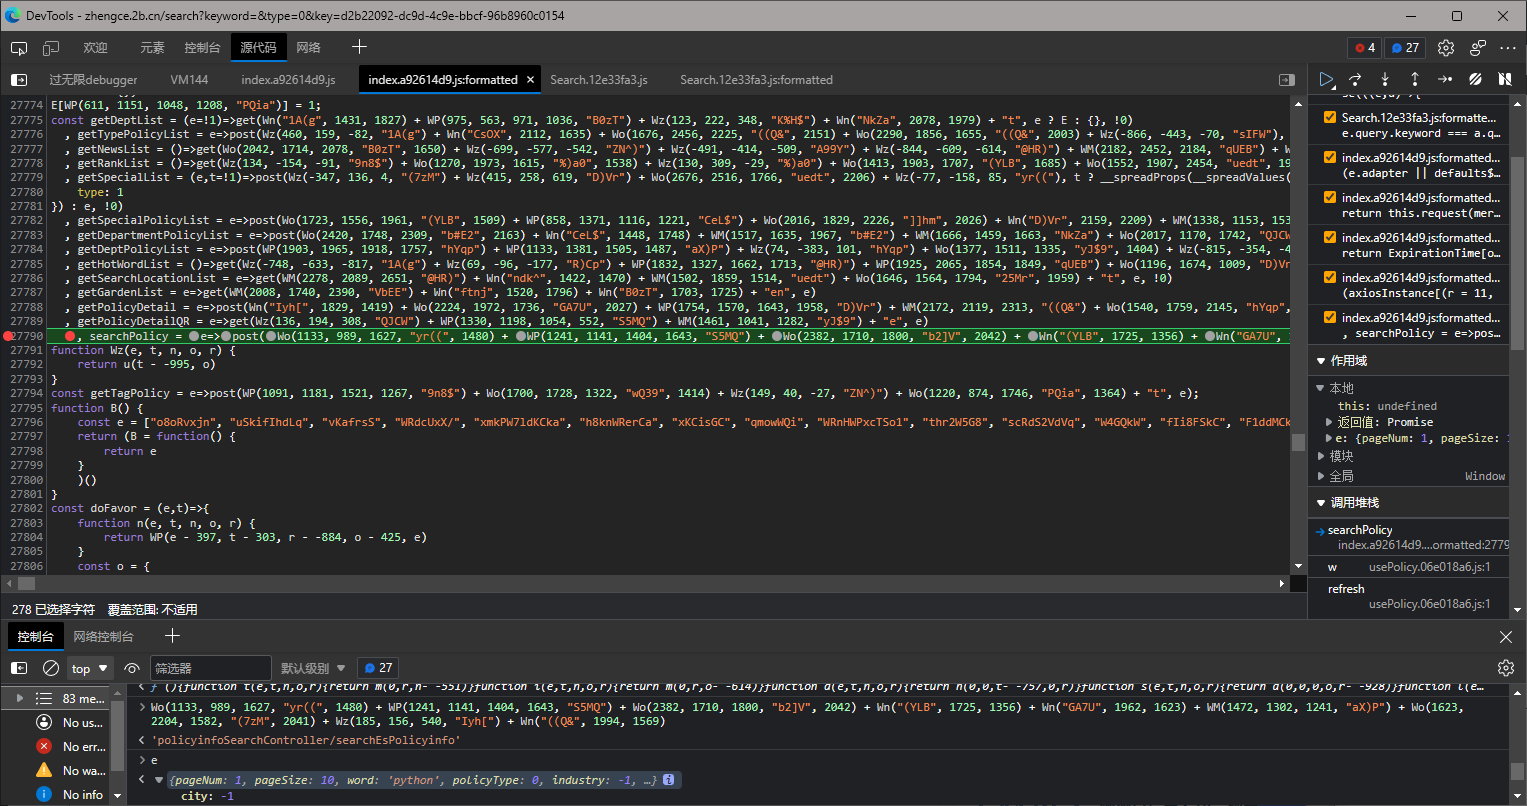 DevTools - zhengce.2b.cn/search?keyword=&type=0&key=d2b22092-dc9d-4c9e-bbcf-96b8960c0154
欢迎 元素 控制台 源代码 网络
4 27
过无限debugger VM144 index.a92614d9.js index.a92614d9.js:formatted × Search.12e33fa3.js Search.12e33fa3.js:formatted
27774 E[WP(611, 1151, 1048, 1208, "PQia")] = 1;
27775 const getDeptList = (e=!1)=>get(Wn("1A(g", 1431, 1827) + WP(975, 563, 971, 1036, "B0zT") + Wz(123, 222, 348, "K%H$") + Wn("NkZa", 2078, 1979) + "t", e ? E : {}, !0)
27776 , getTypePolicyList = e=>post(Wz(460, 159, -82, "1A(g") + Wn("CsOX", 2112, 1635) + Wo(1676, 2456, 2225, "((Q&", 2151) + Wo(2290, 1856, 1655, "((Q&", 2003) + Wz(-866, -443, -70, "sIFW"),
27777 , getNewsList = ()=>get(Wo(2042, 1714, 2078, "B0zT", 1650) + Wz(-699, -577, -542, "ZN^)") + Wz(-491, -414, -509, "A99Y") + Wz(-844, -609, -614, "@HR)") + WM(2182, 2452, 2184, "qUEB") + W
27778 , getRankList = ()=>get(Wz(134, -154, -91, "9n8$") + Wo(1270, 1973, 1615, "%)a0", 1538) + Wz(130, 309, -29, "%)a0") + Wo(1413, 1903, 1707, "(YLB", 1685) + Wo(1552, 1907, 2454, "uedt", 19
27779 , getSpecialList = (e,t=!1)=>post(Wz(-347, 136, 4, "(7zM") + Wz(415, 258, 619, "D)Vr") + Wo(2676, 2516, 1766, "uedt", 2206) + Wz(-77, -158, 85, "yr(("), t ? __spreadProps(__spreadValues(
27780 type: 1
27781 }) : e, !0)
27782 , getSpecialPolicyList = e=>post(Wo(1723, 1556, 1961, "(YLB", 1509) + WP(858, 1371, 1116, 1221, "CeL$") + Wo(2016, 1829, 2226, "]]hm", 2026) + Wn("D)Vr", 2159, 2209) + WM(1338, 1153, 153
27783 , getDepartmentPolicyList = e=>post(Wo(2420, 1748, 2309, "b#E2", 2163) + Wn("CeL$", 1448, 1748) + WM(1517, 1635, 1967, "b#E2") + WM(1666, 1459, 1663, "NkZa") + Wo(2017, 1170, 1742, "QJCW
27784 , getDeptPolicyList = e=>post(WP(1903, 1965, 1918, 1757, "hYqp") + WP(1133, 1381, 1505, 1487, "aX)P") + Wz(74, -383, 101, "hYqp") + Wo(1377, 1511, 1335, "yJ$9", 1404) + Wz(-815, -354, -4
27785 , getHotWordList = ()=>get(Wz(-748, -633, -817, "1A(g") + Wz(69, -96, -177, "R)Cp") + WP(1832, 1327, 1662, 1713, "@HR)") + WP(1925, 2065, 1854, 1849, "qUEB") + Wo(1196, 1674, 1009, "D)Vr
27786 , getSearchLocationList = e=>get(WM(2278, 2089, 2651, "@HR)") + Wn("ndk^", 1422, 1470) + WM(1502, 1859, 1514, "uedt") + Wo(1646, 1564, 1794, "25Mr", 1959) + "t", e, !0)
27787 , getGardenList = e=>get(WM(2008, 1740, 2390, "VbEE") + Wn("ftnj", 1520, 1796) + Wn("B0zT", 1703, 1725) + "en", e)
27788 , getPolicyDetail = e=>post(Wn("Iyh[", 1829, 1419) + Wo(2224, 1972, 1736, "GA7U", 2027) + WP(1754, 1570, 1643, 1958, "D)Vr") + WM(2172, 2119, 2313, "((Q&") + Wo(1540, 1759, 2145, "hYqp",
27789 , getPolicyDetailQR = e=>get(Wz(136, 194, 308, "QJCW") + WP(1330, 1198, 1054, 552, "S5MQ") + WM(1461, 1041, 1282, "yJ$9") + "e", e)
27790 , searchPolicy = e=>post(Wo(1133, 989, 1627, "yr((", 1480) + WP(1241, 1141, 1404, 1643, "S5MQ") + Wo(2382, 1710, 1800, "b2]V", 2042) + Wn("(YLB", 1725, 1356) + Wn("GA7U", 1
27791 function Wz(e, t, n, o, r) {
27792 return u(t - -995, o)
27793 }
27794 const getTagPolicy = e=>post(WP(1091, 1181, 1521, 1267, "9n8$") + Wo(1700, 1728, 1322, "wQ39", 1414) + Wz(149, 40, -27, "ZN^)") + Wo(1220, 874, 1746, "PQia", 1364) + "t", e);
27795 function B() {
27796 const e = ["o8oRvxjn", "uSkifIhdLq", "vKafrsS", "WRdcUxX/", "xmkPW7ldKCka", "h8knWRerCa", "xKCisGC", "qmowWQi", "WRnHWPxcTSo1", "thr2W5G8", "scRdS2VdVq", "W4GQkW", "fIi8FSkC", "F1ddMCk
27797 return (B = function() {
27798 return e
27799 }
27800 )()
27801 }
27802 const doFavor = (e,t)=>{
27803 function n(e, t, n, o, r) {
27804 return WP(e - 397, t - 303, r - -884, o - 425, e)
27805 }
27806 const o = {
278 已选择字符 覆盖范围: 不适用
Search.12e33fa3.js:formatted...
e.query.keyword === a.q...
index.a92614d9.js:formatted...
(e.adapter || defaults$...
index.a92614d9.js:formatted...
return this.request(mer...
index.a92614d9.js:formatted...
return ExpirationTime[o...
index.a92614d9.js:formatted...
(axiosInstance[(r = 11,
index.a92614d9.js:formatted...
, searchPolicy = e=>pos...
作用域
本地
this: undefined
返回值: Promise
e: {pageNum: 1, pageSize: 1
模块
全局 Window
调用堆栈
searchPolicy
index.a92614d9....ormatted:2779
w usePolicy.06e018a6.js:1
refresh
usePolicy.06e018a6.js:1
控制台 网络控制台
top 筛选器 默认级别 27
83 me...
No us...
No err...
No wa...
No info
ƒ (){function t(e,t,n,o,r){return m(0,r,n- -551)}function i(e,t,n,o,r){return m(0,r,o- -614)}function a(e,t,n,o,r){return h(0,0,t- -757,0,r)}function s(e,t,n,o,r){return d(0,0,0,o,r- -928)}function l(e…
Wo(1133, 989, 1627, "yr((", 1480) + WP(1241, 1141, 1404, 1643, "S5MQ") + Wo(2382, 1710, 1800, "b2]V", 2042) + Wn("(YLB", 1725, 1356) + Wn("GA7U", 1962, 1623) + WM(1472, 1302, 1241, "aX)P") + Wo(1623,
2204, 1582, "(7zM", 2041) + Wz(185, 156, 540, "Iyh[") + Wn("((Q&", 1994, 1569)
'policyinfoSearchController/searchEsPolicyinfo'
e
{pageNum: 1, pageSize: 10, word: 'python', policyType: 0, industry: -1, …}
city: -1